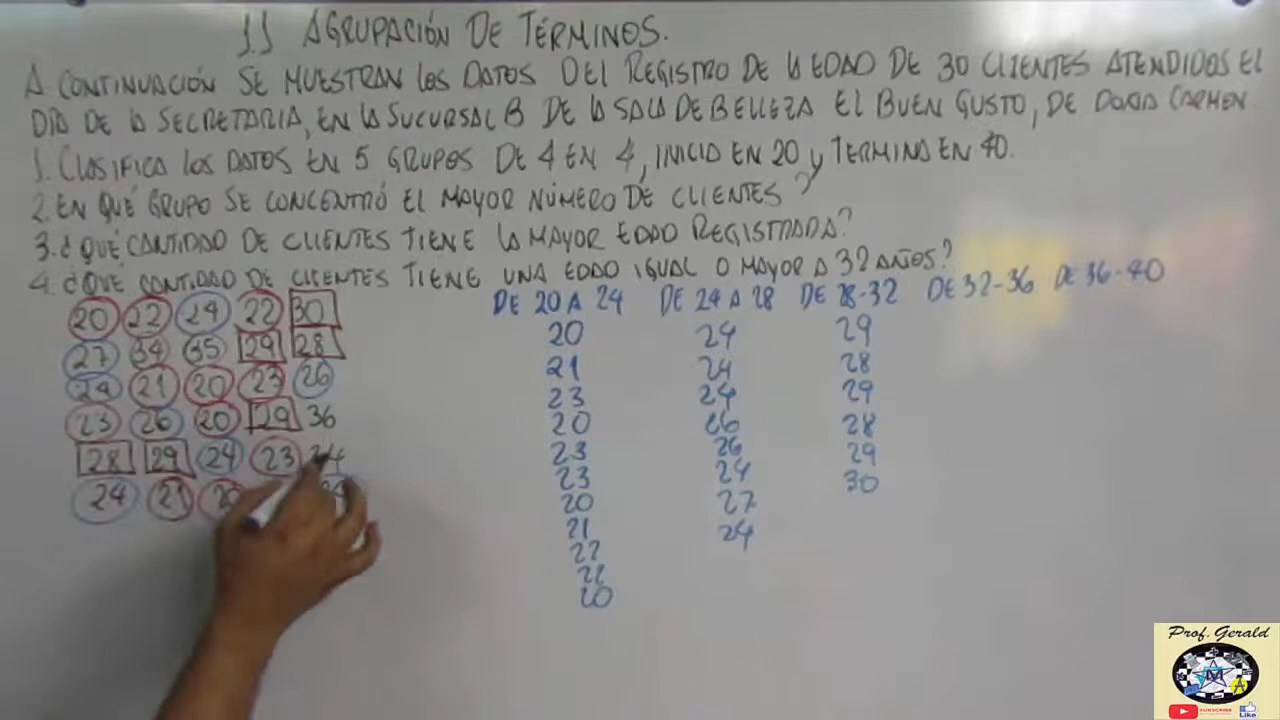 1.1 AGRUPACIÓN DE TÉRMINOS.
A CONTINUACIÓN SE MUESTRAN LOS DATOS DEL REGISTRO DE LA EDAD DE 30 CLIENTES ATENDIDOS EL
DÍA DE LA SECRETARIA, EN LA SUCURSAL B DE LA SALA DE BELLEZA EL BUEN GUSTO, DE DOÑA CARMEN
1. CLASIFICA LOS DATOS EN 5 GRUPOS DE 4 EN 4, INICIA EN 20 y TERMINA EN 40.
2. EN QUÉ GRUPO SE CONCENTRÓ EL MAYOR NÚMERO DE CLIENTES?
3. ¿QUÉ CANTIDAD DE CLIENTES TIENE LA MAYOR EDAD REGISTRADA?
4. ¿QUÉ CANTIDAD DE CLIENTES TIENE UNA EDAD IGUAL O MAYOR A 32 AÑOS?
20 22 24 22 30
27 34 35 29 28
24 21 20 23 26
23 26 20 29 36
28 29 24 23
24 21
DE 20 A 24 DE 24 A 28 DE 28-32 DE 32-36 DE 36-40
20 24 29
21 24 28
23 24 29
20 26 28
23 26 29
23 24 30
20 27
21 24
22
22
20
Prof. Gerald
M
SUBSCRIBE Like